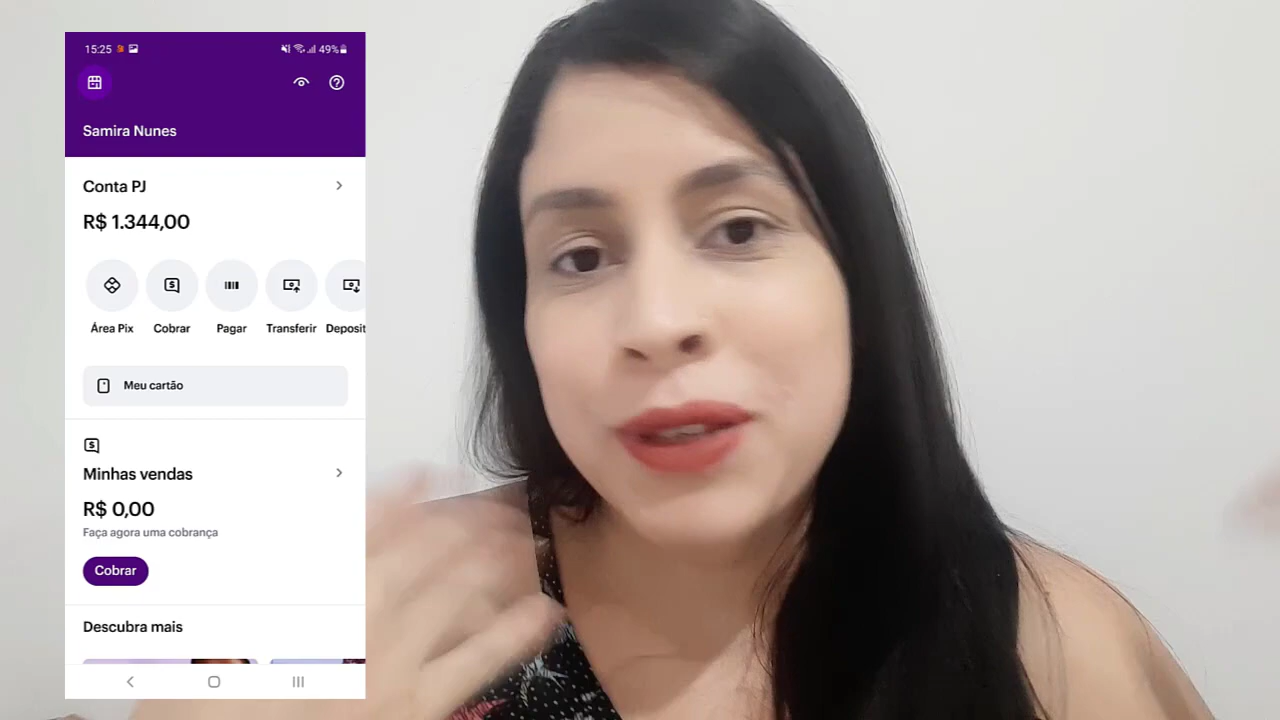 15:25 49%
Samira Nunes
Conta PJ
R$ 1.344,00
Área Pix Cobrar Pagar Transferir Deposit
Meu cartão
Minhas vendas
R$ 0,00
Faça agora uma cobrança
Cobrar
Descubra mais